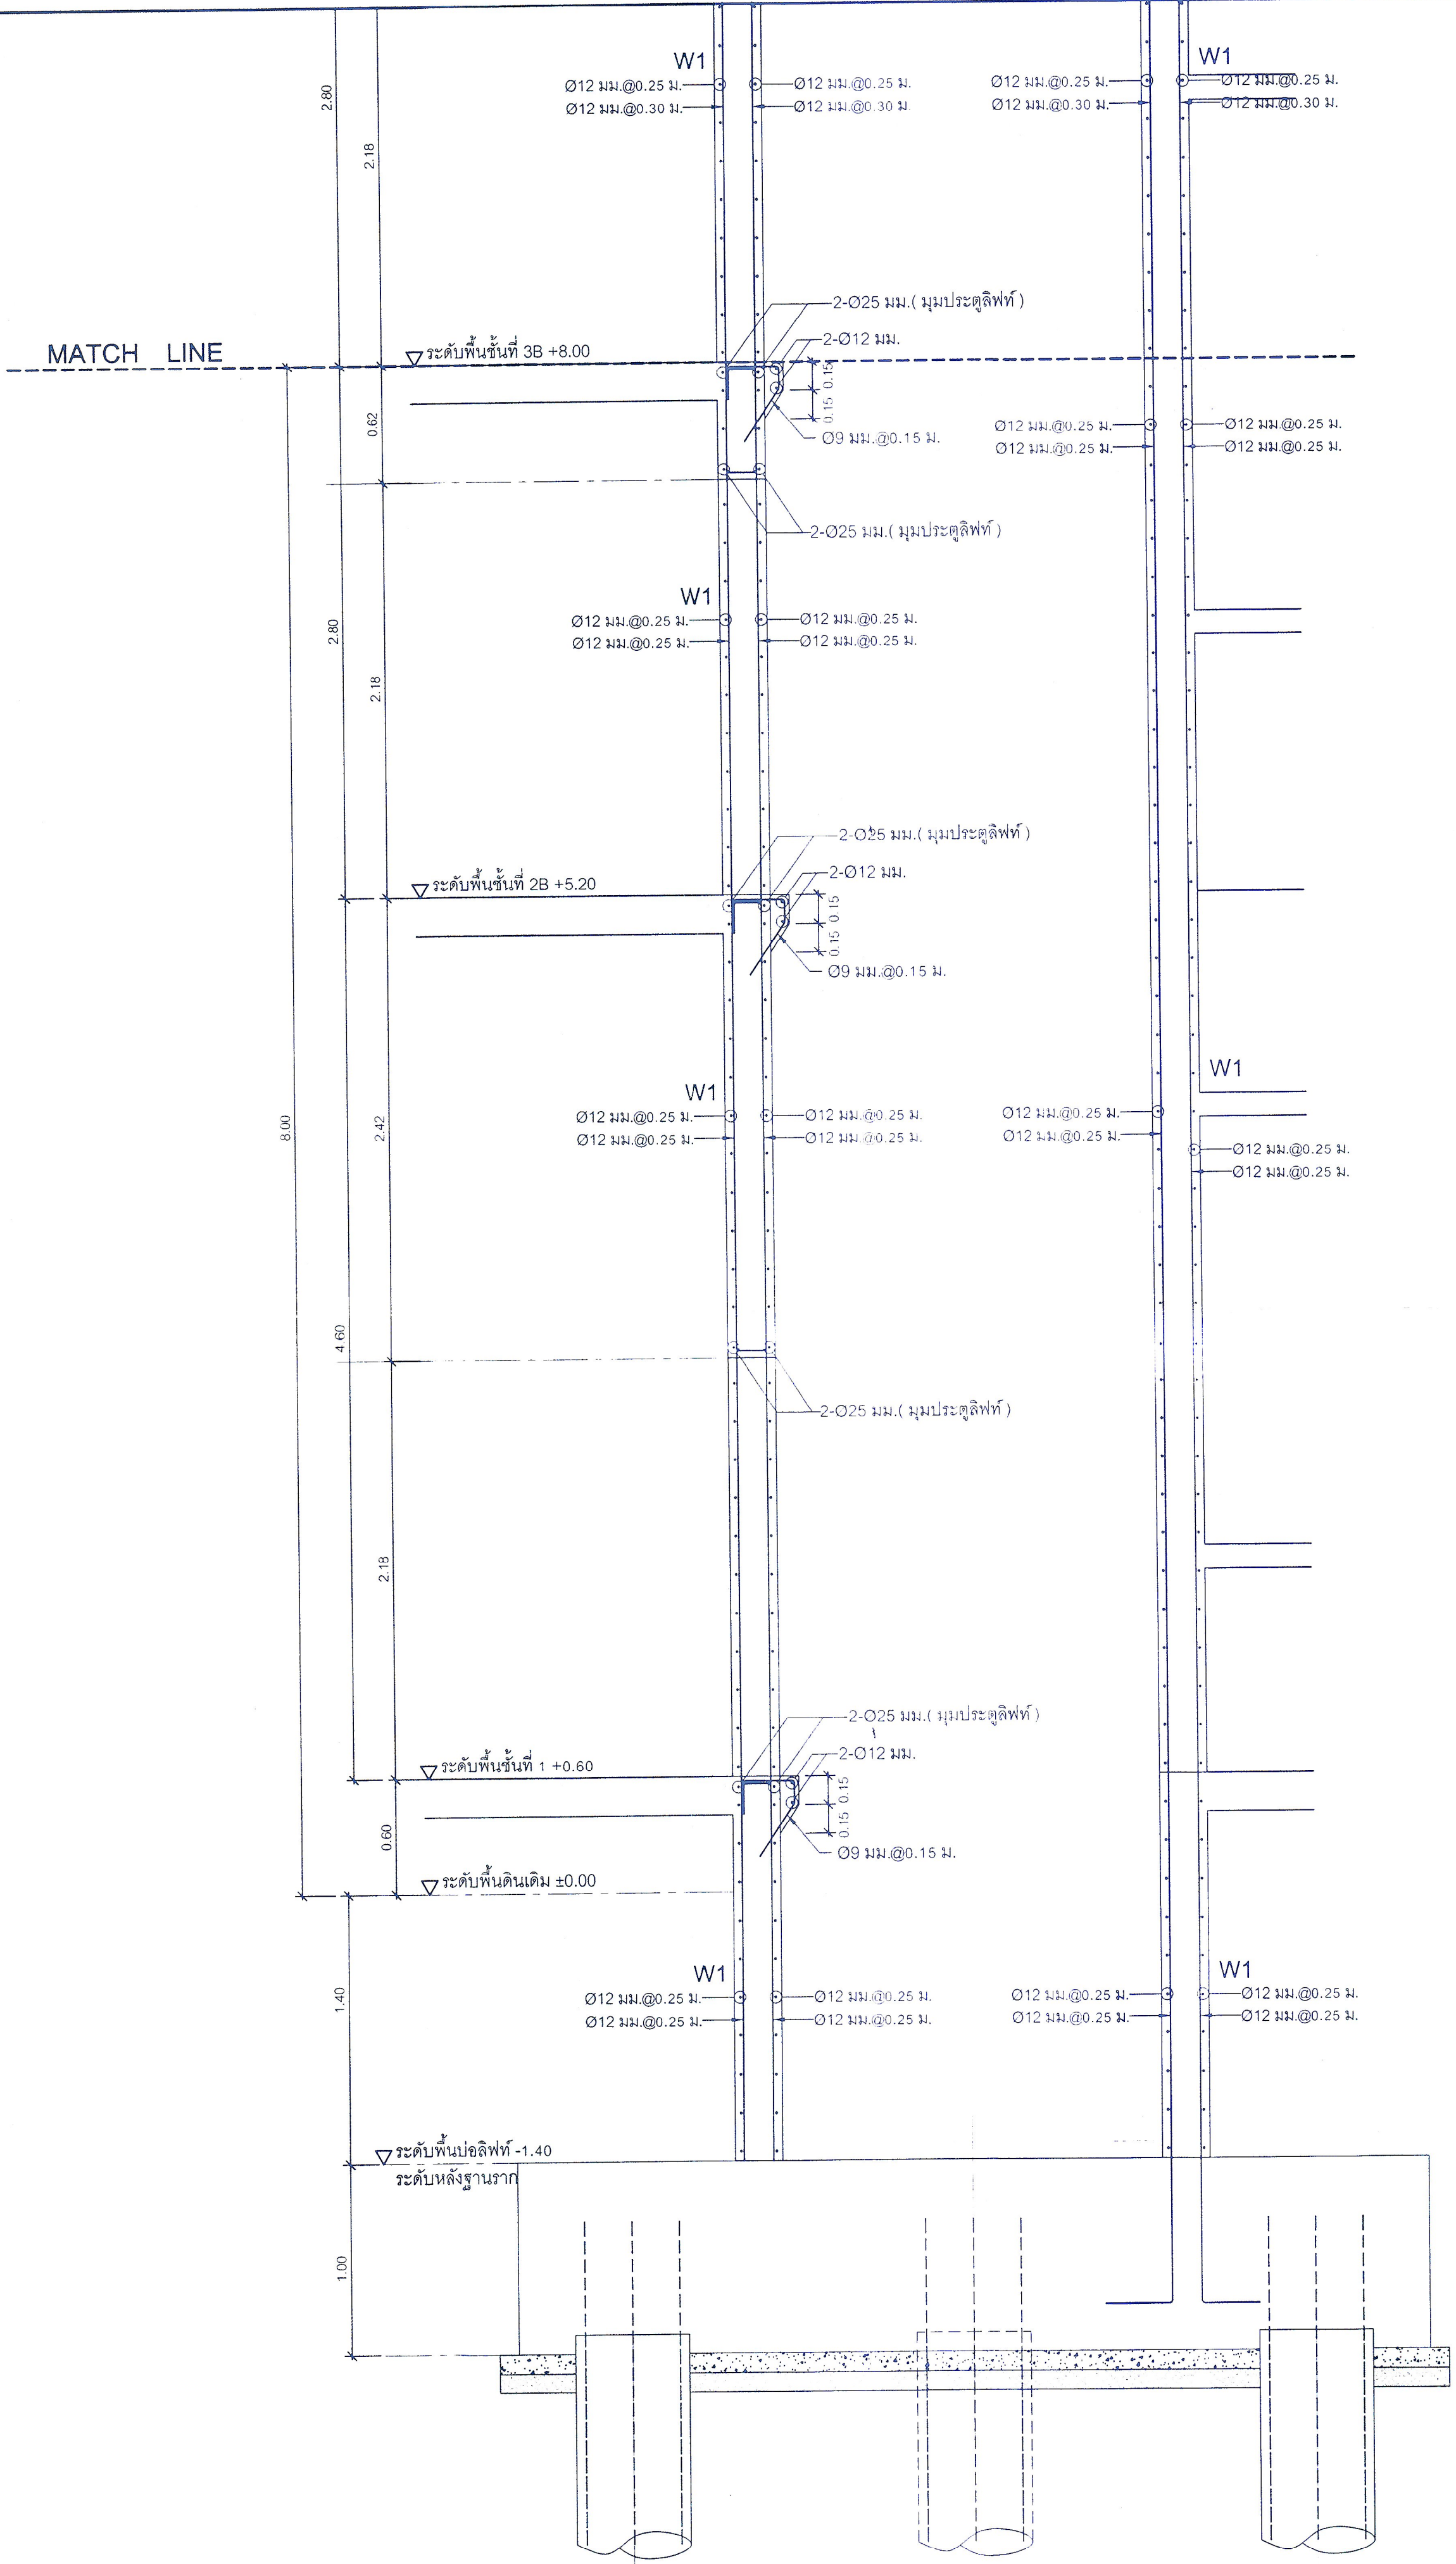 W1
W1
Ø12 มม.@0.25 ม.
Ø12 มม.@0.25 ม.
Ø12 มม.@0.25 ม.
Ø12 มม.@0.25 ม.
Ø12 มม.@0.30 ม.
Ø12 มม.@0.30 ม.
Ø12 มม.@0.30 ม.
Ø12 มม.@0.30 ม.
2.80
2.18
2-Ø25 มม.( มุมประตูลิฟท์ )
2-Ø12 มม.
MATCH LINE
ระดับพื้นชั้นที่ 3B +8.00
0.15
0.15
Ø9 มม.@0.15 ม.
0.62
Ø12 มม.@0.25 ม.
Ø12 มม.@0.25 ม.
Ø12 มม.@0.25 ม.
Ø12 มม.@0.25 ม.
2-Ø25 มม.( มุมประตูลิฟท์ )
W1
Ø12 มม.@0.25 ม.
Ø12 มม.@0.25 ม.
Ø12 มม.@0.25 ม.
Ø12 มม.@0.25 ม.
2.80
2.18
2-Ø25 มม.( มุมประตูลิฟท์ )
2-Ø12 มม.
ระดับพื้นชั้นที่ 2B +5.20
0.15
0.15
Ø9 มม.@0.15 ม.
W1
W1
Ø12 มม.@0.25 ม.
Ø12 มม.@0.25 ม.
Ø12 มม.@0.25 ม.
Ø12 มม.@0.25 ม.
Ø12 มม.@0.25 ม.
Ø12 มม.@0.25 ม.
Ø12 มม.@0.25 ม.
Ø12 มม.@0.25 ม.
8.00
2.42
4.60
2-Ø25 มม.( มุมประตูลิฟท์ )
2.18
2-Ø25 มม.( มุมประตูลิฟท์ )
2-Ø12 มม.
ระดับพื้นชั้นที่ 1 +0.60
0.15
0.15
Ø9 มม.@0.15 ม.
0.60
ระดับพื้นดินเดิม ±0.00
W1
W1
Ø12 มม.@0.25 ม.
Ø12 มม.@0.25 ม.
Ø12 มม.@0.25 ม.
Ø12 มม.@0.25 ม.
Ø12 มม.@0.25 ม.
Ø12 มม.@0.25 ม.
Ø12 มม.@0.25 ม.
Ø12 มม.@0.25 ม.
1.40
ระดับพื้นบ่อลิฟท์ -1.40
ระดับหลังฐานราก
1.00